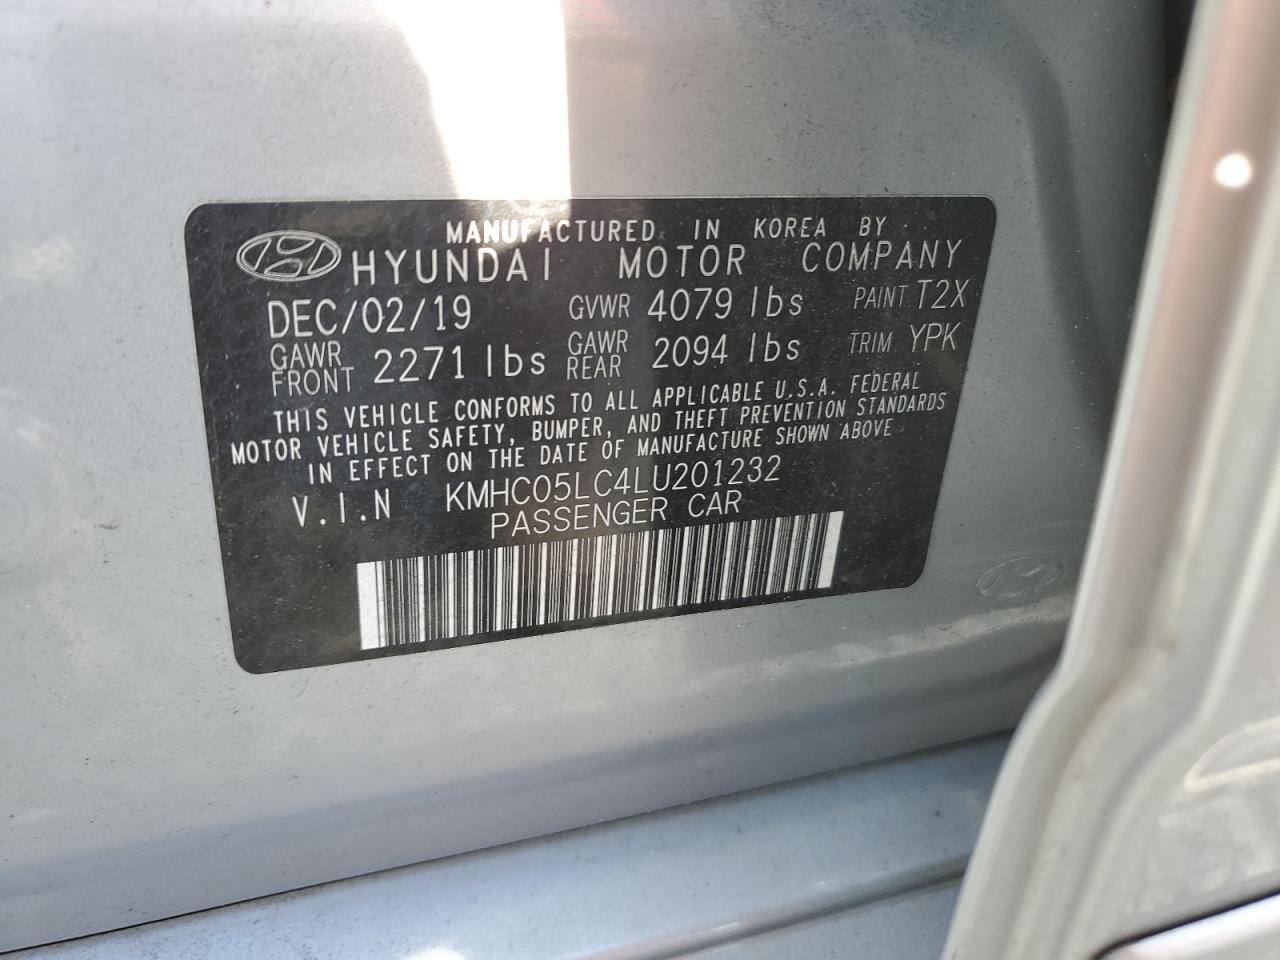 MANUFACTURED IN KOREA BY
HYUNDAI MOTOR COMPANY
DEC/02/19 GVWR 4079 lbs PAINT T2X
GAWR FRONT 2271 lbs GAWR REAR 2094 lbs TRIM YPK
THIS VEHICLE CONFORMS TO ALL APPLICABLE U.S.A. FEDERAL
MOTOR VEHICLE SAFETY, BUMPER, AND THEFT PREVENTION STANDARDS
IN EFFECT ON THE DATE OF MANUFACTURE SHOWN ABOVE
V.I.N KMHC05LC4LU201232
PASSENGER CAR